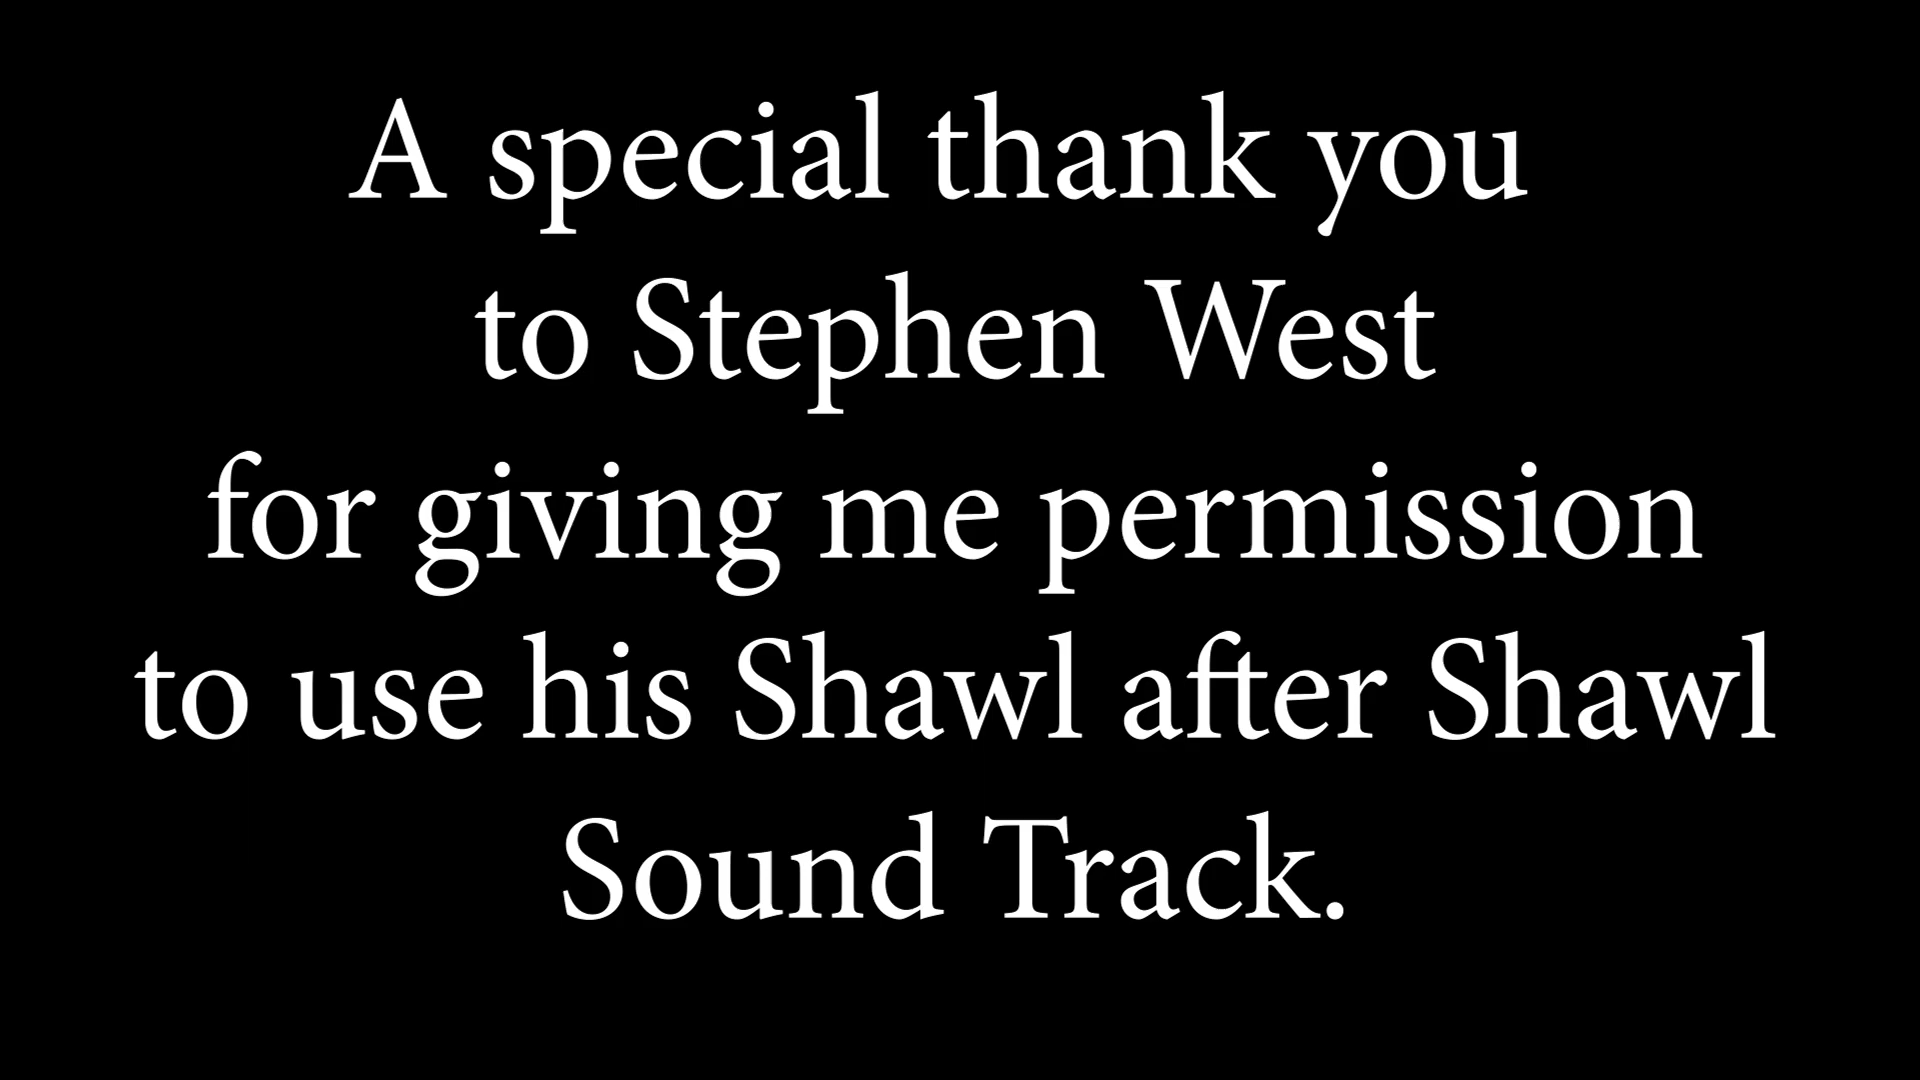 A special thank you
to Stephen West
for giving me permission
to use his Shawl after Shawl
Sound Track.